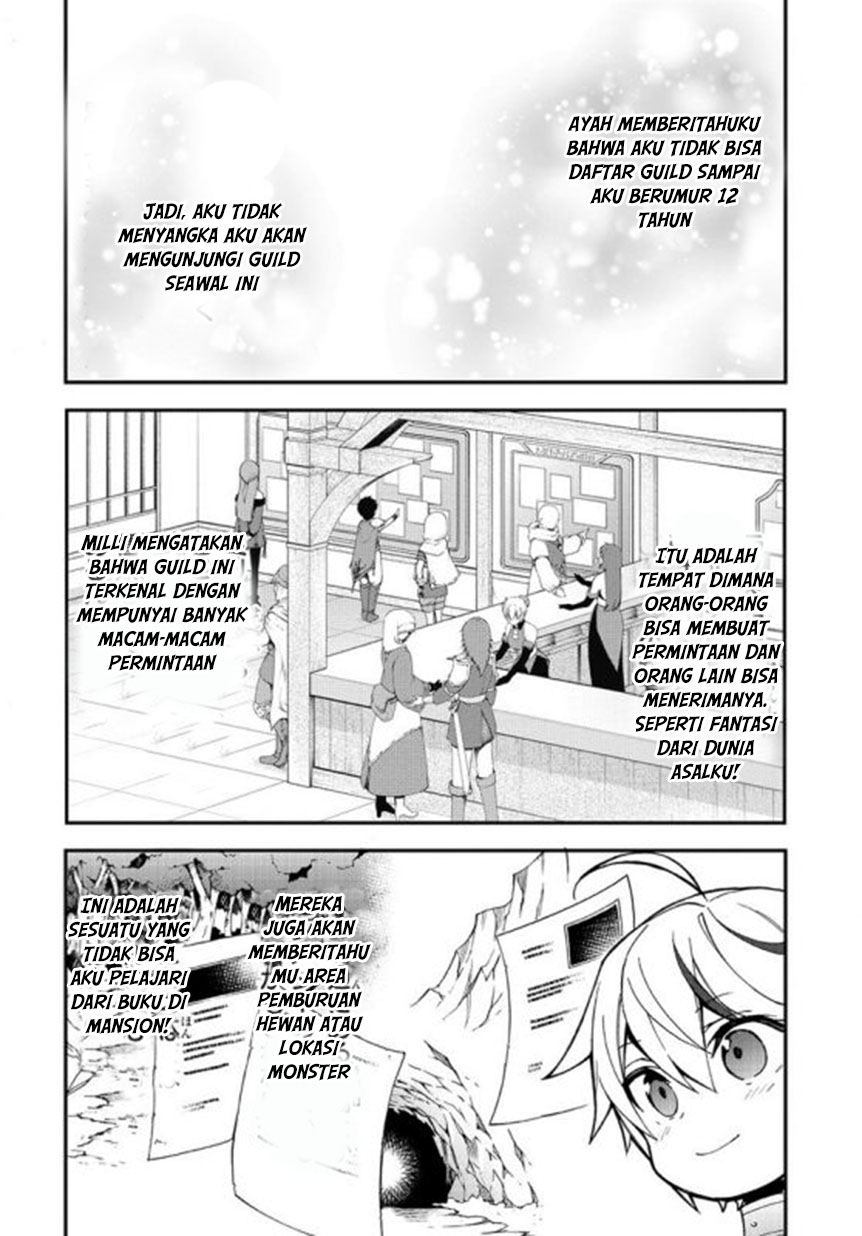 AYAH MEMBERITAHUKU
BAHWA AKU TIDAK BISA
DAFTAR GUILD SAMPAI
AKU BERUMUR 12
TAHUN
JADI, AKU TIDAK
MENYANGKA AKU AKAN
MENGUNJUNGI GUILD
SEAWAL INI
ITU ADALAH
TEMPAT DIMANA
ORANG-ORANG
BISA MEMBUAT
PERMINTAAN DAN
ORANG LAIN BISA
MENERIMANYA.
SEPERTI FANTASI
DARI DUNIA
ASALKU!
MILLI MENGATAKAN
BAHWA GUILD INI
TERKENAL DENGAN
MEMPUNYAI BANYAK
MACAM-MACAM
PERMINTAAN
MEREKA
JUGA AKAN
MEMBERITAHU
MU AREA
PEMBURUAN
HEWAN ATAU
LOKASI
MONSTER
INI ADALAH
SESUATU YANG
TIDAK BISA
AKU PELAJARI
DARI BUKU DI
MANSION!
ほん